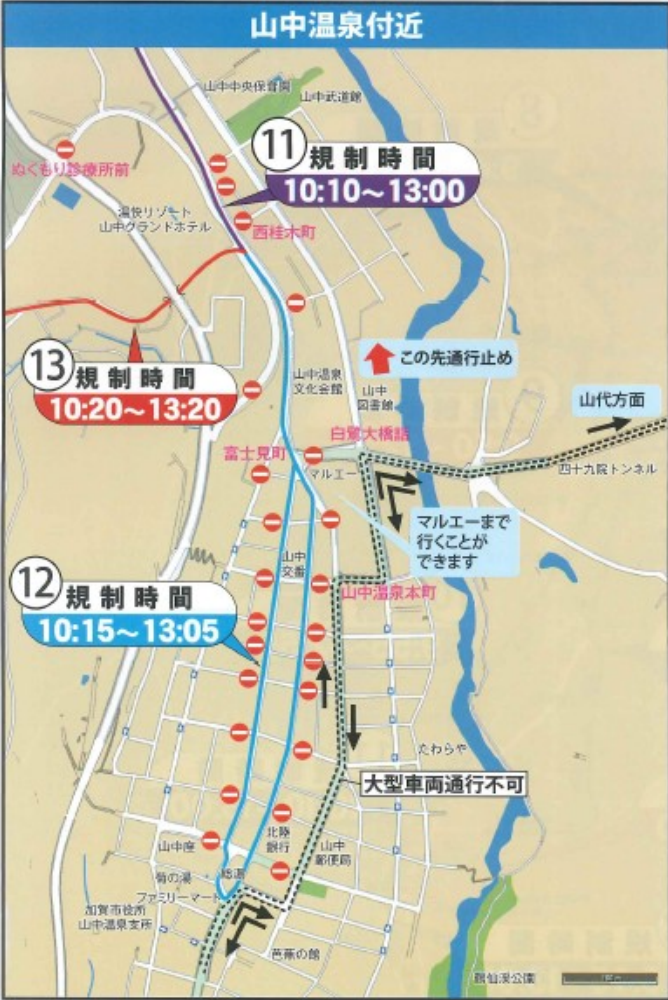 山中温泉付近
山中中央保育園
山中武道館
⑪
規制時間
10:10～13:00
ぬくもり診療所前
湯快リゾート
山中グランドホテル
西桂木町
⑬
規制時間
10:20～13:20
山中温泉
文化会館
この先通行止め
山中
図書館
山代方面
白鷺大橋詰
富士見町
マルエー
四十九院トンネル
マルエーまで
行くことが
できます
山中
交番
⑫
規制時間
10:15～13:05
山中温泉本町
たわらや
大型車両通行不可
北陸
銀行
山中座
山中
郵便局
菊の湯
総湯
ファミリーマート
加賀市役所
山中温泉支所
芭蕉の館
鶴仙渓公園